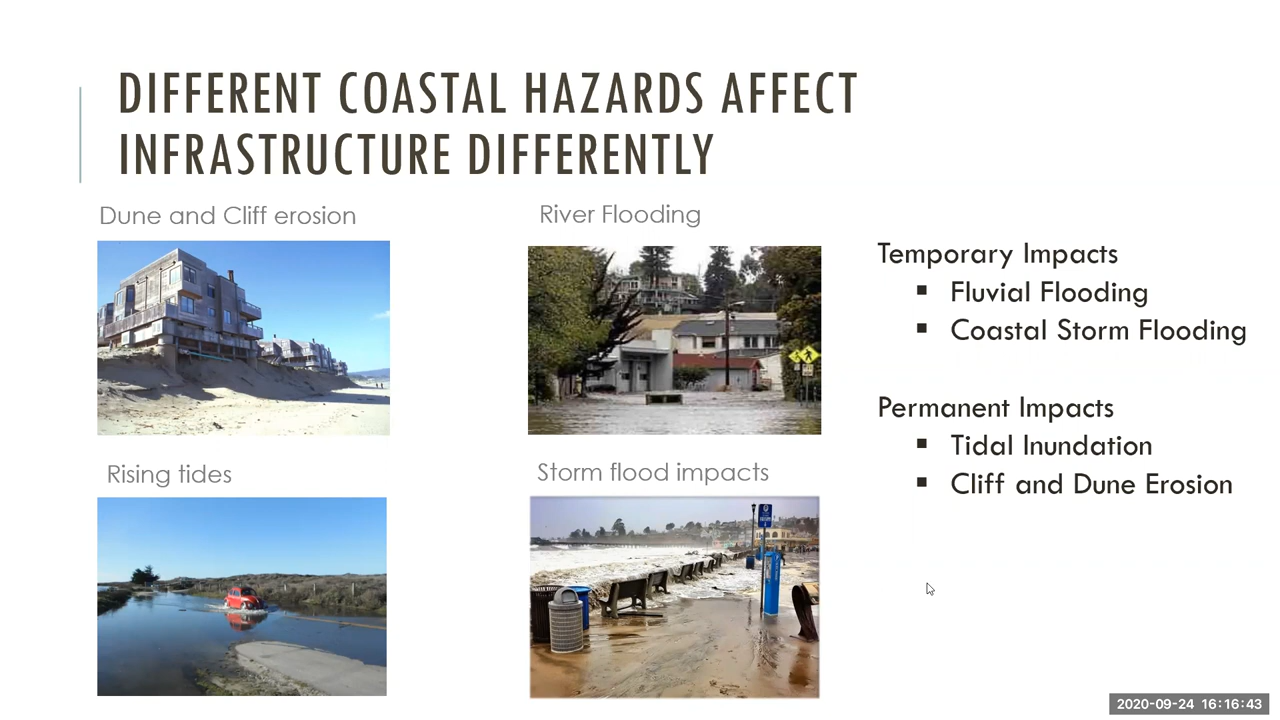 DIFFERENT COASTAL HAZARDS AFFECT
INFRASTRUCTURE DIFFERENTLY
Dune and Cliff erosion
River Flooding
Rising tides
Storm flood impacts
Temporary Impacts
▪ Fluvial Flooding
▪ Coastal Storm Flooding
Permanent Impacts
▪ Tidal Inundation
▪ Cliff and Dune Erosion
2020-09-24 16:16:43